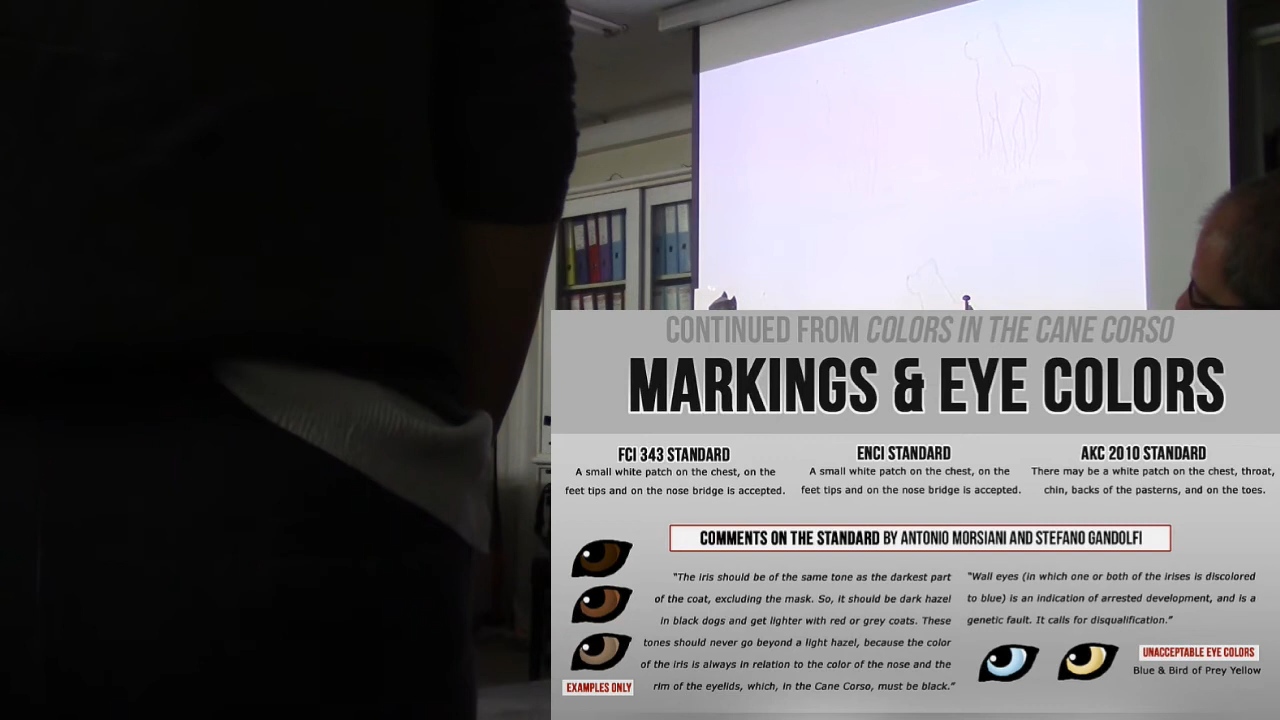 CONTINUED FROM COLORS IN THE CANE CORSO
MARKINGS & EYE COLORS
FCI 343 STANDARD
A small white patch on the chest, on the
feet tips and on the nose bridge is accepted.
ENCI STANDARD
A small white patch on the chest, on the
feet tips and on the nose bridge is accepted.
AKC 2010 STANDARD
There may be a white patch on the chest, throat,
chin, backs of the pasterns, and on the toes.
COMMENTS ON THE STANDARD BY ANTONIO MORSIANI AND STEFANO GANDOLFI
"The iris should be of the same tone as the darkest part
of the coat, excluding the mask. So, it should be dark hazel
in black dogs and get lighter with red or grey coats. These
tones should never go beyond a light hazel, because the color
of the iris is always in relation to the color of the nose and the
rim of the eyelids, which, in the Cane Corso, must be black."
EXAMPLES ONLY
"Wall eyes (in which one or both of the irises is discolored
to blue) is an indication of arrested development, and is a
genetic fault. It calls for disqualification."
UNACCEPTABLE EYE COLORS
Blue & Bird of Prey Yellow